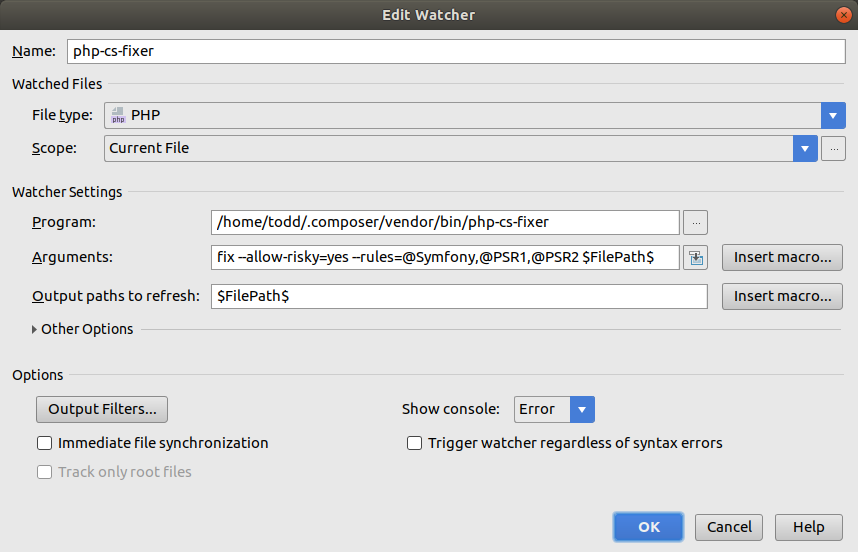 Edit Watcher
Name: php-cs-fixer
Watched Files
File type: php PHP
Scope: Current File ...
Watcher Settings
Program: /home/todd/.composer/vendor/bin/php-cs-fixer ...
Arguments: fix --allow-risky=yes --rules=@Symfony,@PSR1,@PSR2 $FilePath$ Insert macro...
Output paths to refresh: $FilePath$ Insert macro...
Other Options
Options
Output Filters... Show console: Error
Immediate file synchronization Trigger watcher regardless of syntax errors
Track only root files
OK Cancel Help